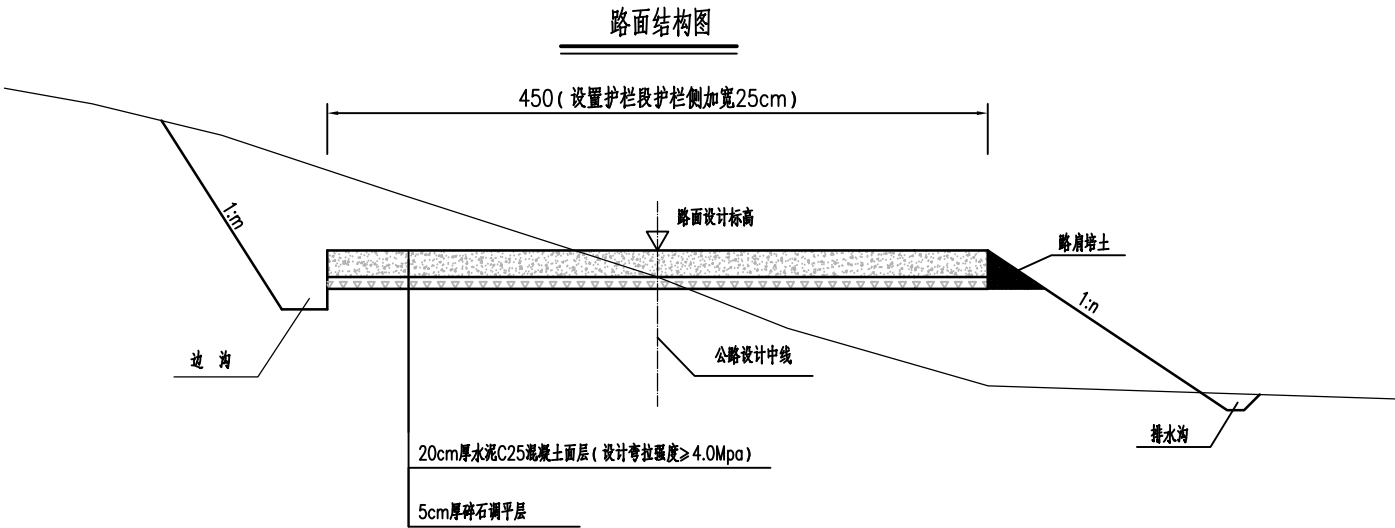 路面结构图
450(设置护栏段护栏侧加宽25cm)
1:m
路面设计标高
路肩培土
1:n
边 沟
公路设计中线
排水沟
20cm厚水泥C25混凝土面层(设计弯拉强度≥4.0Mpa)
5cm厚碎石调平层